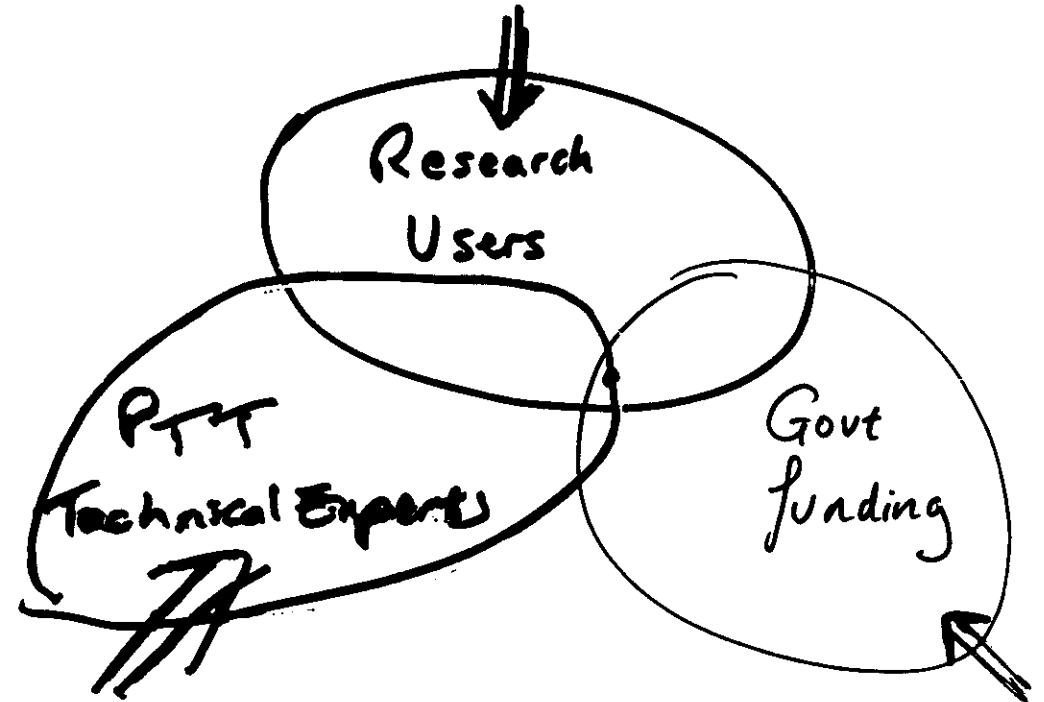 Research
Users
PTT
Technical Experts
Govt
funding